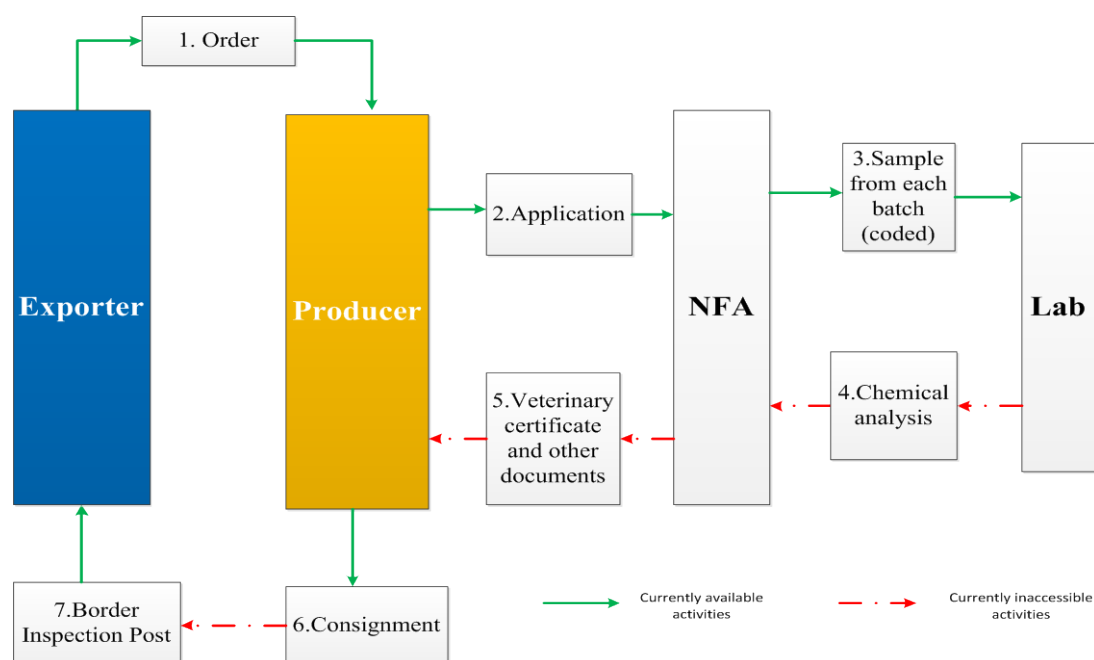 1. Order
Exporter
Producer
2.Application
NFA
3.Sample
from each
batch
(coded)
Lab
4.Chemical
analysis
5.Veterinary
certificate
and other
documents
6.Consignment
7.Border
Inspection Post
Currently available
activities
Currently inaccessible
activities